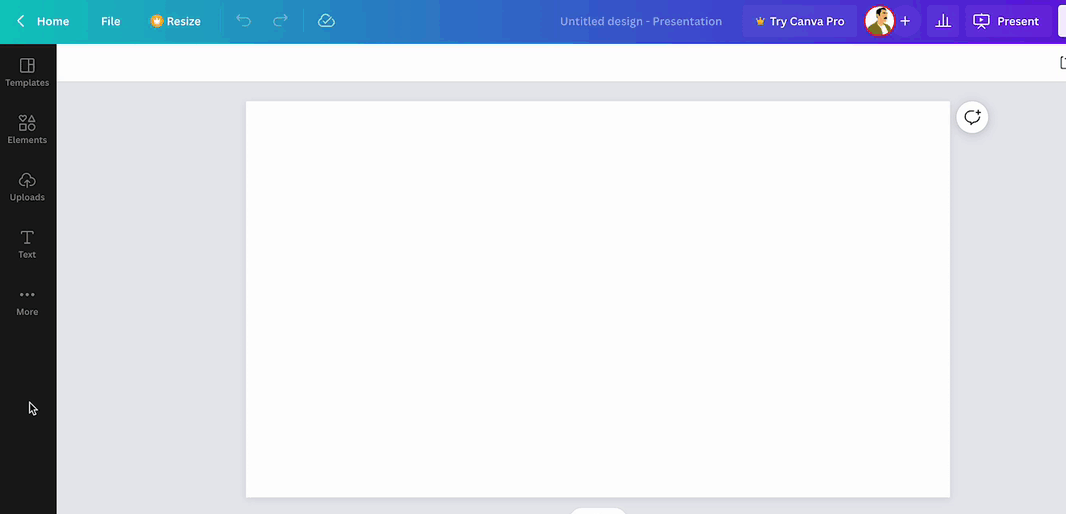 Home File Resize Untitled design - Presentation Try Canva Pro + Present
Templates
Elements
Uploads
Text
More